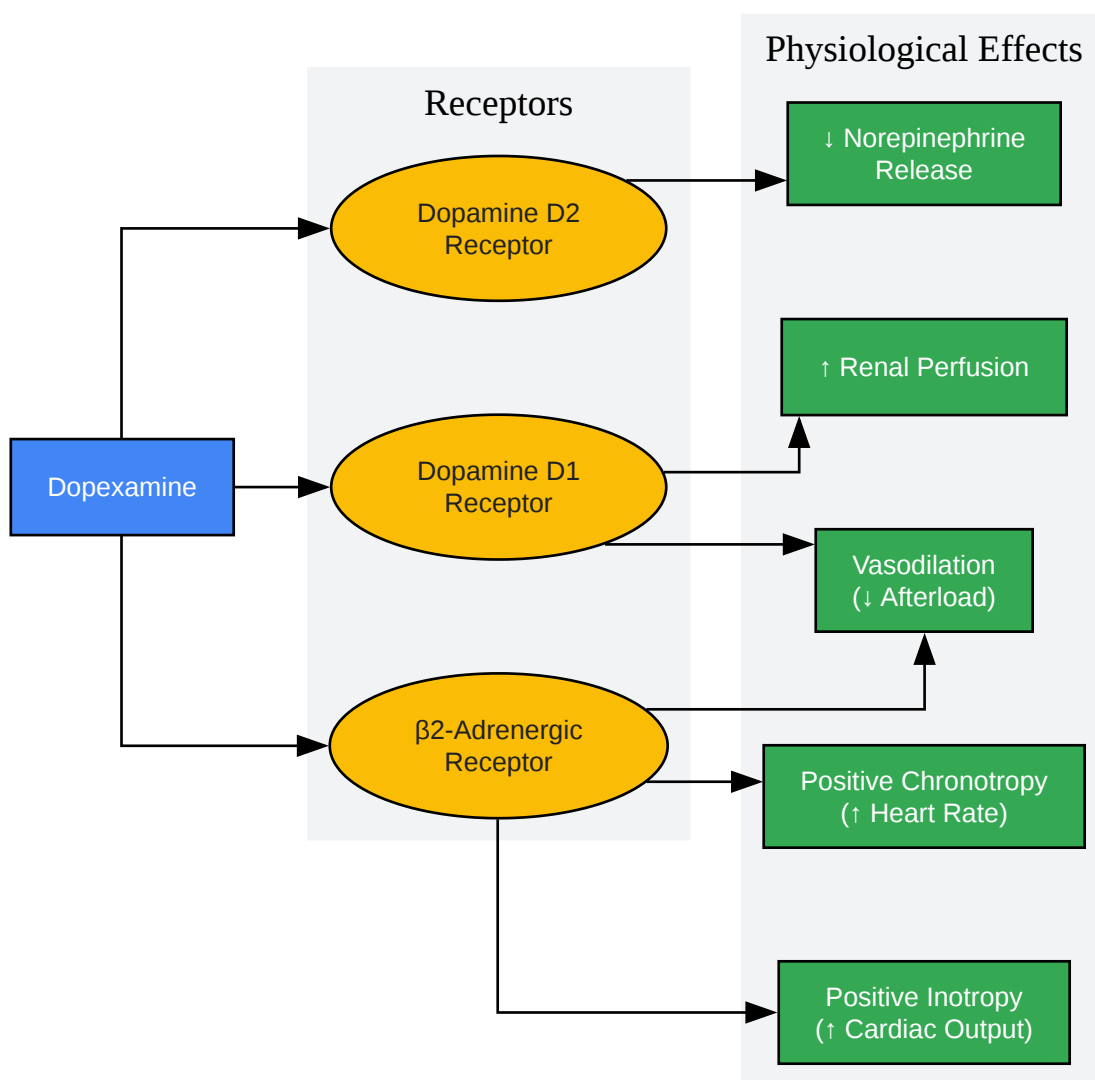 Physiological Effects
Receptors
↓ Norepinephrine
Release
Dopamine D2
Receptor
↑ Renal Perfusion
Dopamine D1
Receptor
Dopexamine
Vasodilation
(↓ Afterload)
β2-Adrenergic
Receptor
Positive Chronotropy
(↑ Heart Rate)
Positive Inotropy
(↑ Cardiac Output)